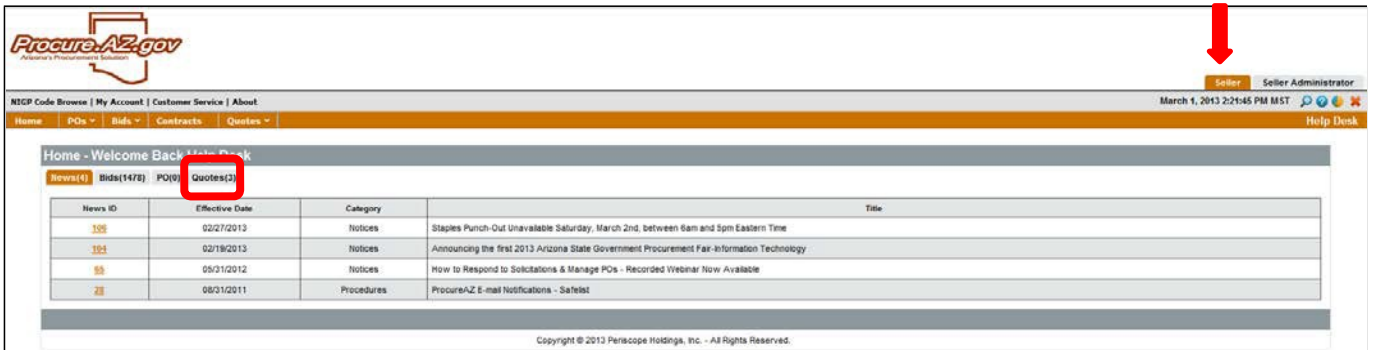 Procure.AZ.gov
Arizona's Procurement Solution
Seller Seller Administrator
NIGP Code Browse | My Account | Customer Service | About March 1, 2013 2:21:45 PM MST
Home POs Bids Contracts Quotes Help Desk
Home - Welcome Back Help Desk
News(4) Bids(1478) PO(0) Quotes(3)
News ID Effective Date Category Title
109 02/27/2013 Notices Staples Punch-Out Unavailable Saturday, March 2nd, between 6am and 5pm Eastern Time
104 02/19/2013 Notices Announcing the first 2013 Arizona State Government Procurement Fair-Information Technology
65 05/31/2012 Notices How to Respond to Solicitations & Manage POs - Recorded Webinar Now Available
28 08/31/2011 Procedures ProcureAZ E-mail Notifications - Safelist
Copyright © 2013 Periscope Holdings, Inc. - All Rights Reserved.